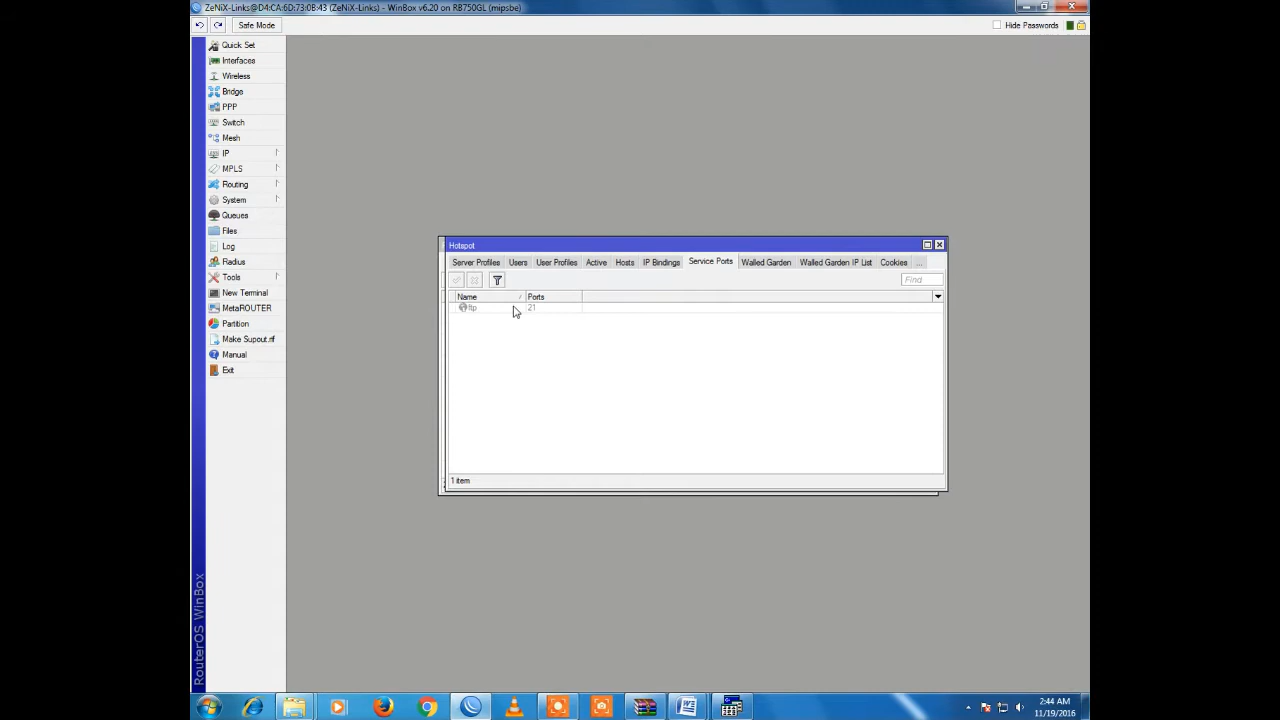 ZeNiX-Links@D4:CA:6D:73:0B:43 (ZeNiX-Links) - WinBox v6.20 on RB750GL (mipsbe)
Safe Mode
Hide Passwords
Quick Set
Interfaces
Wireless
Bridge
PPP
Switch
Mesh
IP
MPLS
Routing
System
Queues
Files
Log
Radius
Tools
New Terminal
MetaROUTER
Partition
Make Supout.rif
Manual
Exit
RouterOS WinBox
Hotspot
Server Profiles Users User Profiles Active Hosts IP Bindings Service Ports Walled Garden Walled Garden IP List Cookies ...
Find
Name Ports
ftp 21
1 item
2:44 AM
11/19/2016